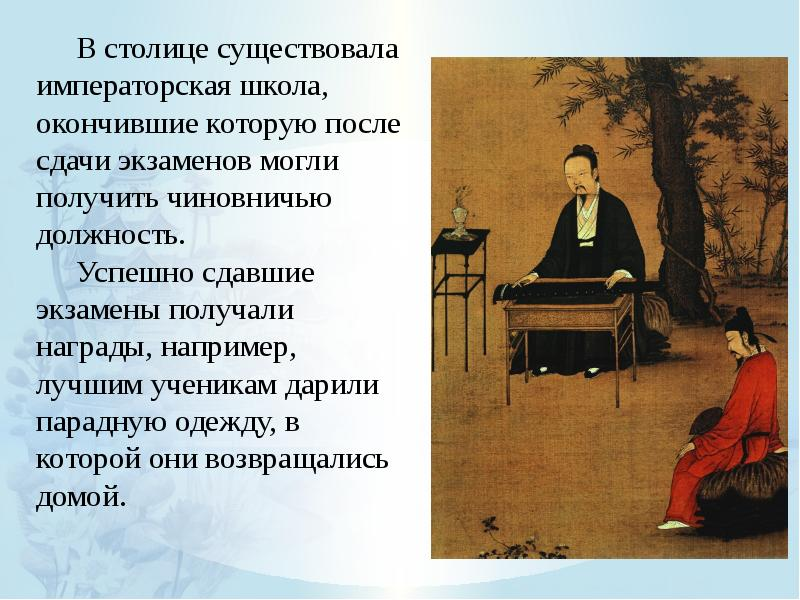 В столице существовала
императорская школа,
окончившие которую после
сдачи экзаменов могли
получить чиновничью
должность.
Успешно сдавшие
экзамены получали
награды, например,
лучшим ученикам дарили
парадную одежду, в
которой они возвращались
домой.